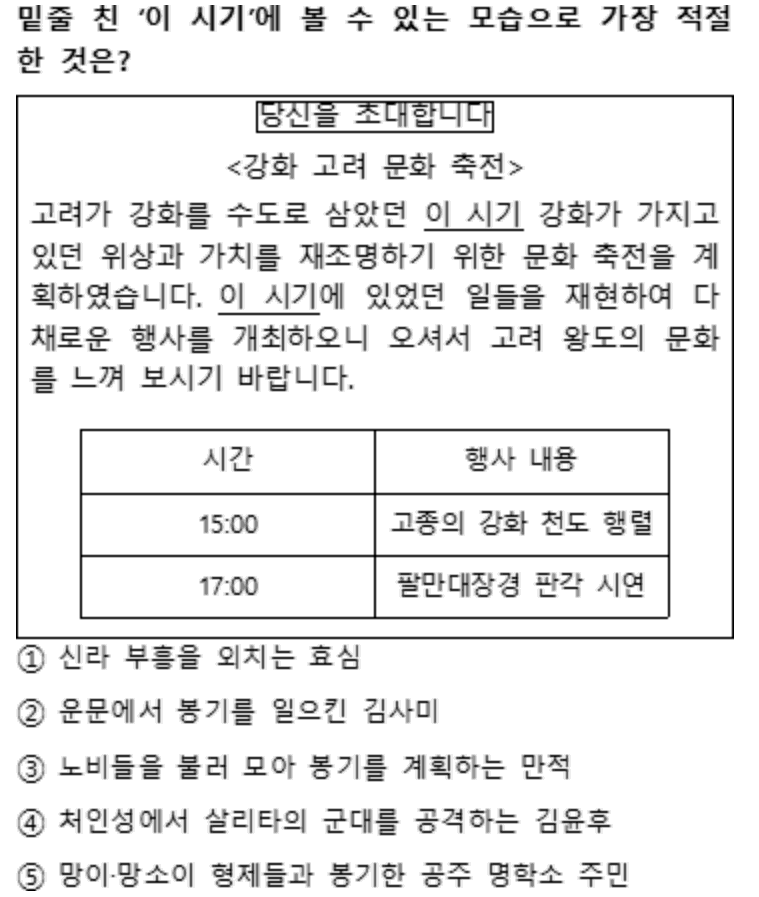 밑줄 친 ‘이 시기’에 볼 수 있는 모습으로 가장 적절
한 것은?
당신을 초대합니다
<강화 고려 문화 축전>
고려가 강화를 수도로 삼았던 이 시기 강화가 가지고
있던 위상과 가치를 재조명하기 위한 문화 축전을 계
획하였습니다. 이 시기에 있었던 일들을 재현하여 다
채로운 행사를 개최하오니 오셔서 고려 왕도의 문화
를 느껴 보시기 바랍니다.
시간 행사 내용
15:00 고종의 강화 천도 행렬
17:00 팔만대장경 판각 시연
① 신라 부흥을 외치는 효심
② 운문에서 봉기를 일으킨 김사미
③ 노비들을 불러 모아 봉기를 계획하는 만적
④ 처인성에서 살리타의 군대를 공격하는 김윤후
⑤ 망이·망소이 형제들과 봉기한 공주 명학소 주민